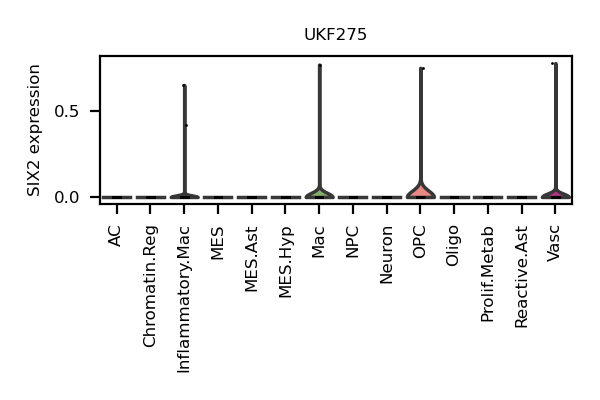 UKF275
SIX2 expression
0.5
0.0
AC
Chromatin.Reg
Inflammatory.Mac
MES
MES.Ast
MES.Hyp
Mac
NPC
Neuron
OPC
Oligo
Prolif.Metab
Reactive.Ast
Vasc